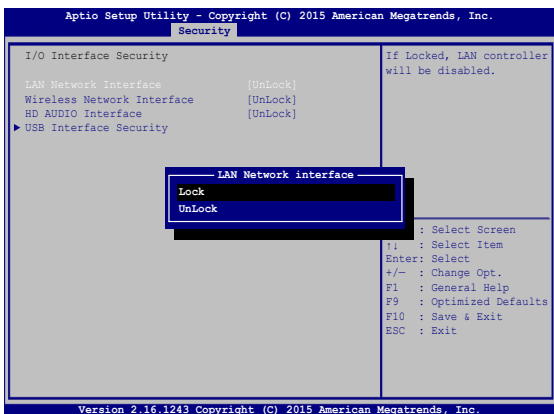 Aptio Setup Utility - Copyright (C) 2015 American Megatrends, Inc.
Security
I/O Interface Security
LAN Network Interface [UnLock]
Wireless Network Interface [UnLock]
HD AUDIO Interface [UnLock]
USB Interface Security
If Locked, LAN controller
will be disabled.
LAN Network interface
Lock
UnLock
: Select Screen
↑↓ : Select Item
Enter: Select
+/— : Change Opt.
F1 : General Help
F9 : Optimized Defaults
F10 : Save & Exit
ESC : Exit
Version 2.16.1243 Copyright (C) 2015 American Megatrends, Inc.